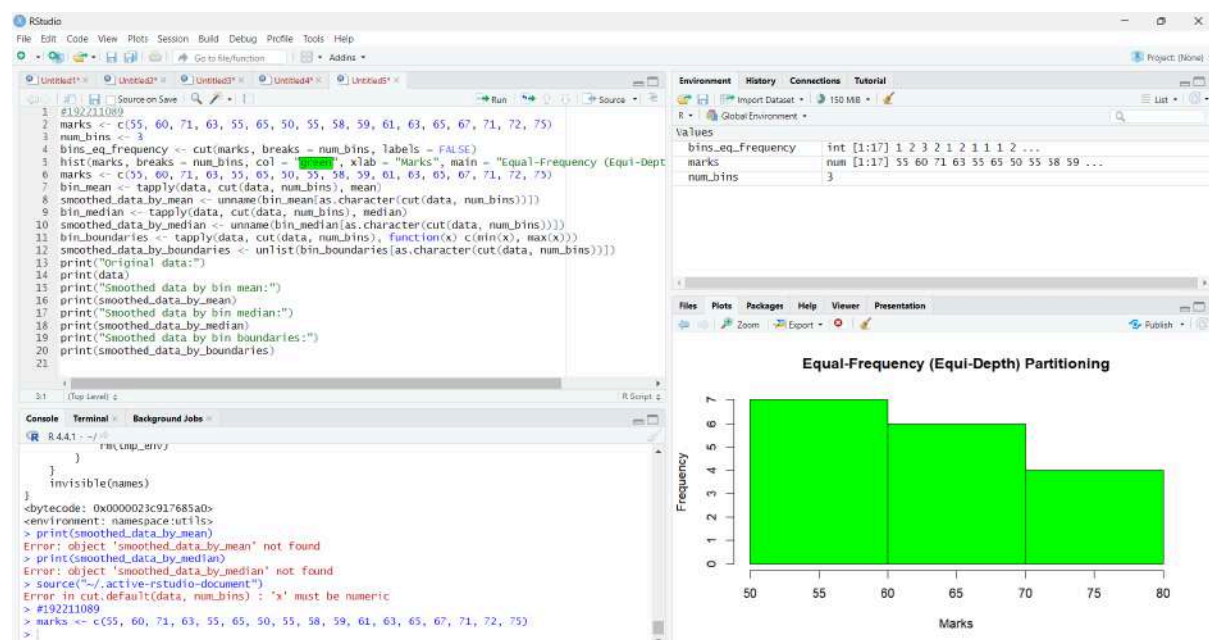 RStudio
File Edit Code View Plots Session Build Debug Profile Tools Help
Go to file/function Addins Project: (None)
Untitled1* Untitled2* Untitled3* Untitled4* Untitled5*
Source on Save Run Source
1 #192211089
2 marks <- c(55, 60, 71, 63, 55, 65, 50, 55, 58, 59, 61, 63, 65, 67, 71, 72, 75)
3 num_bins <- 3
4 bins_eq_frequency <- cut(marks, breaks = num_bins, labels = FALSE)
5 hist(marks, breaks = num_bins, col = "green", xlab = "Marks", main = "Equal-Frequency (Equi-Dept
6 marks <- c(55, 60, 71, 63, 55, 65, 50, 55, 58, 59, 61, 63, 65, 67, 71, 72, 75)
7 bin_mean <- tapply(data, cut(data, num_bins), mean)
8 smoothed_data_by_mean <- unname(bin_mean[as.character(cut(data, num_bins))])
9 bin_median <- tapply(data, cut(data, num_bins), median)
10 smoothed_data_by_median <- unname(bin_median[as.character(cut(data, num_bins))])
11 bin_boundaries <- tapply(data, cut(data, num_bins), function(x) c(min(x), max(x)))
12 smoothed_data_by_boundaries <- unlist(bin_boundaries[as.character(cut(data, num_bins))])
13 print("Original data:")
14 print(data)
15 print("Smoothed data by bin mean:")
16 print(smoothed_data_by_mean)
17 print("Smoothed data by bin median:")
18 print(smoothed_data_by_median)
19 print("Smoothed data by bin boundaries:")
20 print(smoothed_data_by_boundaries)
21
3:1 (Top Level) R Script
Console Terminal Background Jobs
R 4.4.1 · ~/
rm(tmp_env)
}
}
invisible(names)
}
<bytecode: 0x0000023c917685a0>
<environment: namespace:utils>
> print(smoothed_data_by_mean)
Error: object 'smoothed_data_by_mean' not found
> print(smoothed_data_by_median)
Error: object 'smoothed_data_by_median' not found
> source("~/.active-rstudio-document")
Error in cut.default(data, num_bins) : 'x' must be numeric
> #192211089
> marks <- c(55, 60, 71, 63, 55, 65, 50, 55, 58, 59, 61, 63, 65, 67, 71, 72, 75)
>
Environment History Connections Tutorial
Import Dataset 150 MiB List
R Global Environment
Values
bins_eq_frequency int [1:17] 1 2 3 2 1 2 1 1 1 2 ...
marks num [1:17] 55 60 71 63 55 65 50 55 58 59 ...
num_bins 3
Files Plots Packages Help Viewer Presentation
Zoom Export Publish
Equal-Frequency (Equi-Depth) Partitioning
Frequency
7
6
5
4
3
2
1
0
50 55 60 65 70 75 80
Marks